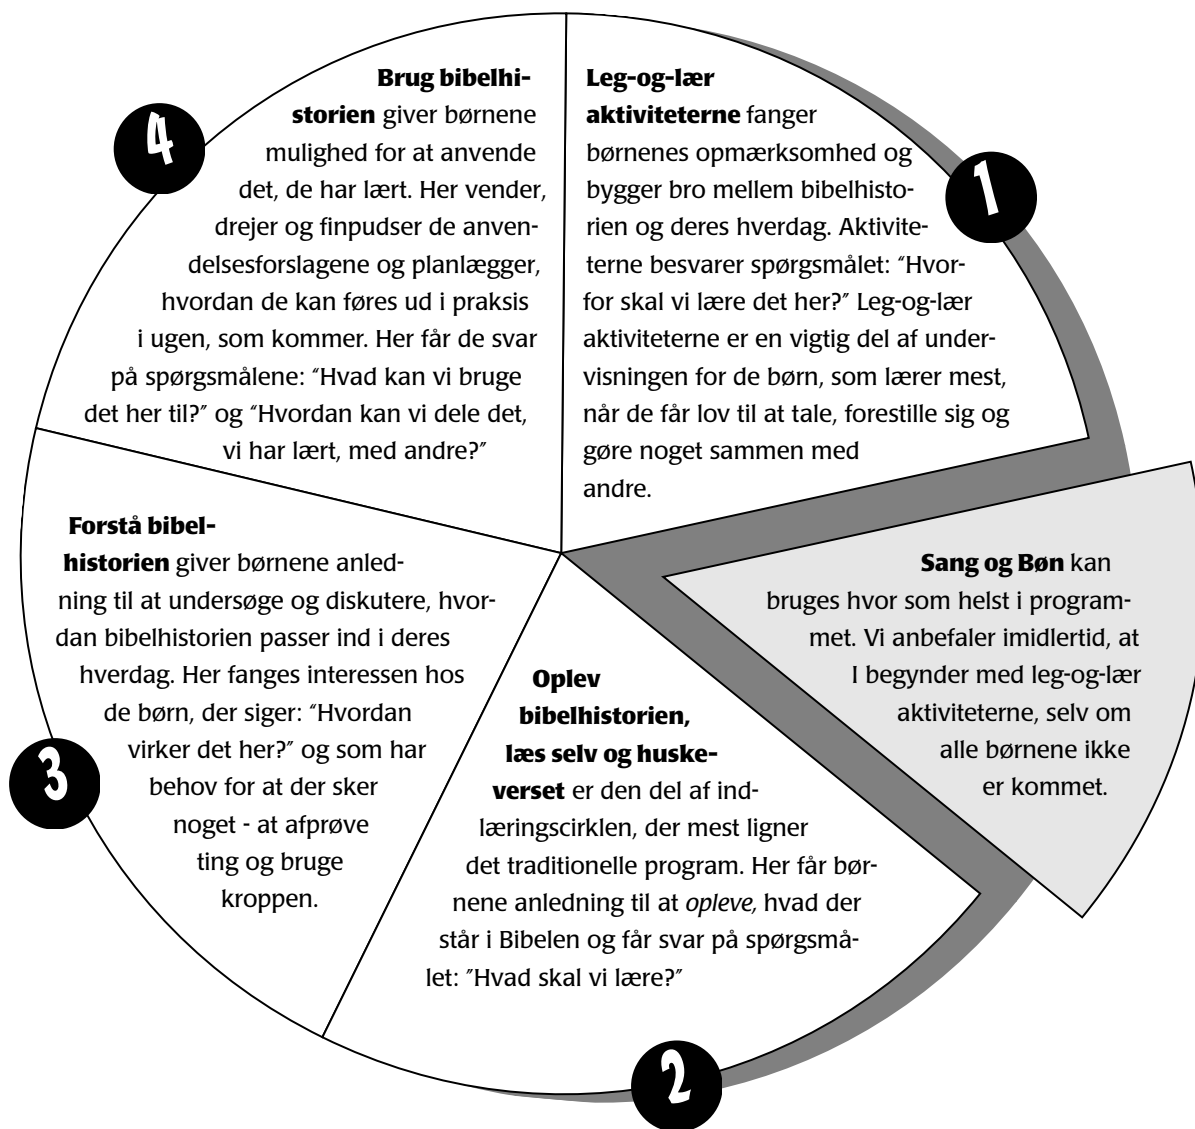 1
Leg-og-lær
aktiviteterne fanger
børnenes opmærksomhed og
bygger bro mellem bibelhisto-
rien og deres hverdag. Aktivite-
terne besvarer spørgsmålet: “Hvor-
for skal vi lære det her?” Leg-og-lær
aktiviteterne er en vigtig del af under-
visningen for de børn, som lærer mest,
når de får lov til at tale, forestille sig og
gøre noget sammen med
andre.
Sang og Bøn kan
bruges hvor som helst i program-
met. Vi anbefaler imidlertid, at
I begynder med leg-og-lær
aktiviteterne, selv om
alle børnene ikke
er kommet.
2
Oplev
bibelhistorien,
læs selv og huske-
verset er den del af ind-
læringscirklen, der mest ligner
det traditionelle program. Her får bør-
nene anledning til at opleve, hvad der
står i Bibelen og får svar på spørgsmå-
let: ”Hvad skal vi lære?”
3
Forstå bibel-
historien giver børnene anled-
ning til at undersøge og diskutere, hvor-
dan bibelhistorien passer ind i deres
hverdag. Her fanges interessen hos
de børn, der siger: “Hvordan
virker det her?” og som har
behov for at der sker
noget - at afprøve
ting og bruge
kroppen.
4
Brug bibelhi-
storien giver børnene
mulighed for at anvende
det, de har lært. Her vender,
drejer og finpudser de anven-
delsesforslagene og planlægger,
hvordan de kan føres ud i praksis
i ugen, som kommer. Her får de svar
på spørgsmålene: “Hvad kan vi bruge
det her til?” og “Hvordan kan vi dele det,
vi har lært, med andre?”